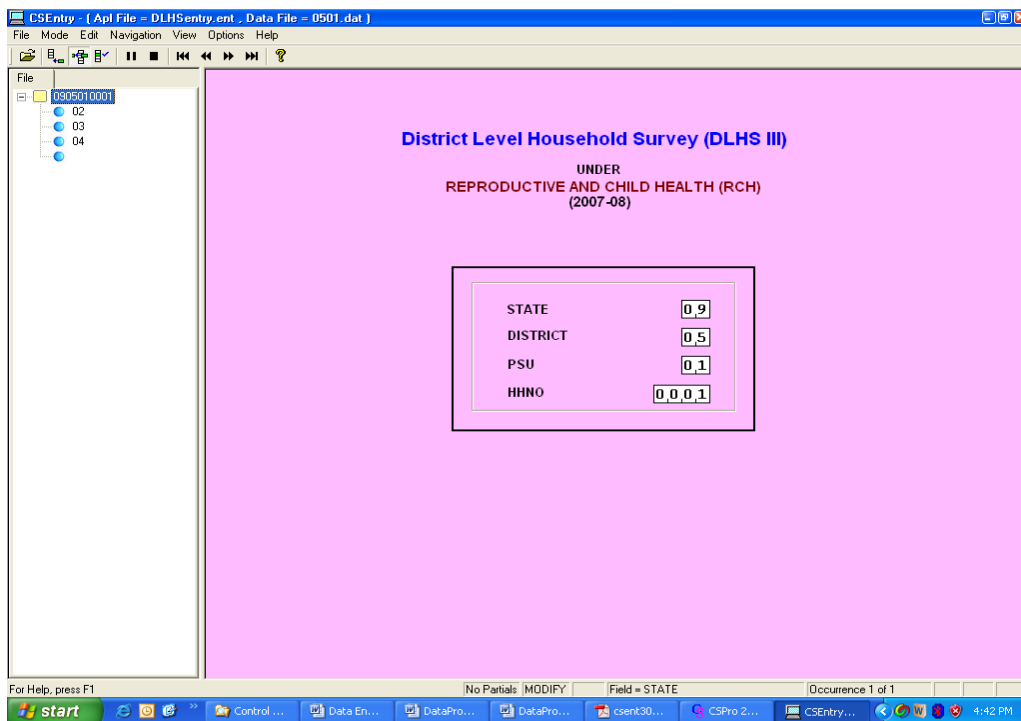 CSEntry - ( Apl File = DLHSentry.ent , Data File = 0501.dat )
File Mode Edit Navigation View Options Help
File
0905010001
02
03
04
District Level Household Survey (DLHS III)
UNDER
REPRODUCTIVE AND CHILD HEALTH (RCH)
(2007-08)
STATE 0,9
DISTRICT 0,5
PSU 0,1
HHNO 0,0,0,1
For Help, press F1 No Partials MODIFY Field = STATE Occurrence 1 of 1
start Control ... Data En... DataPro... DataPro... csent30... CSPro 2... CSEntry... 4:42 PM